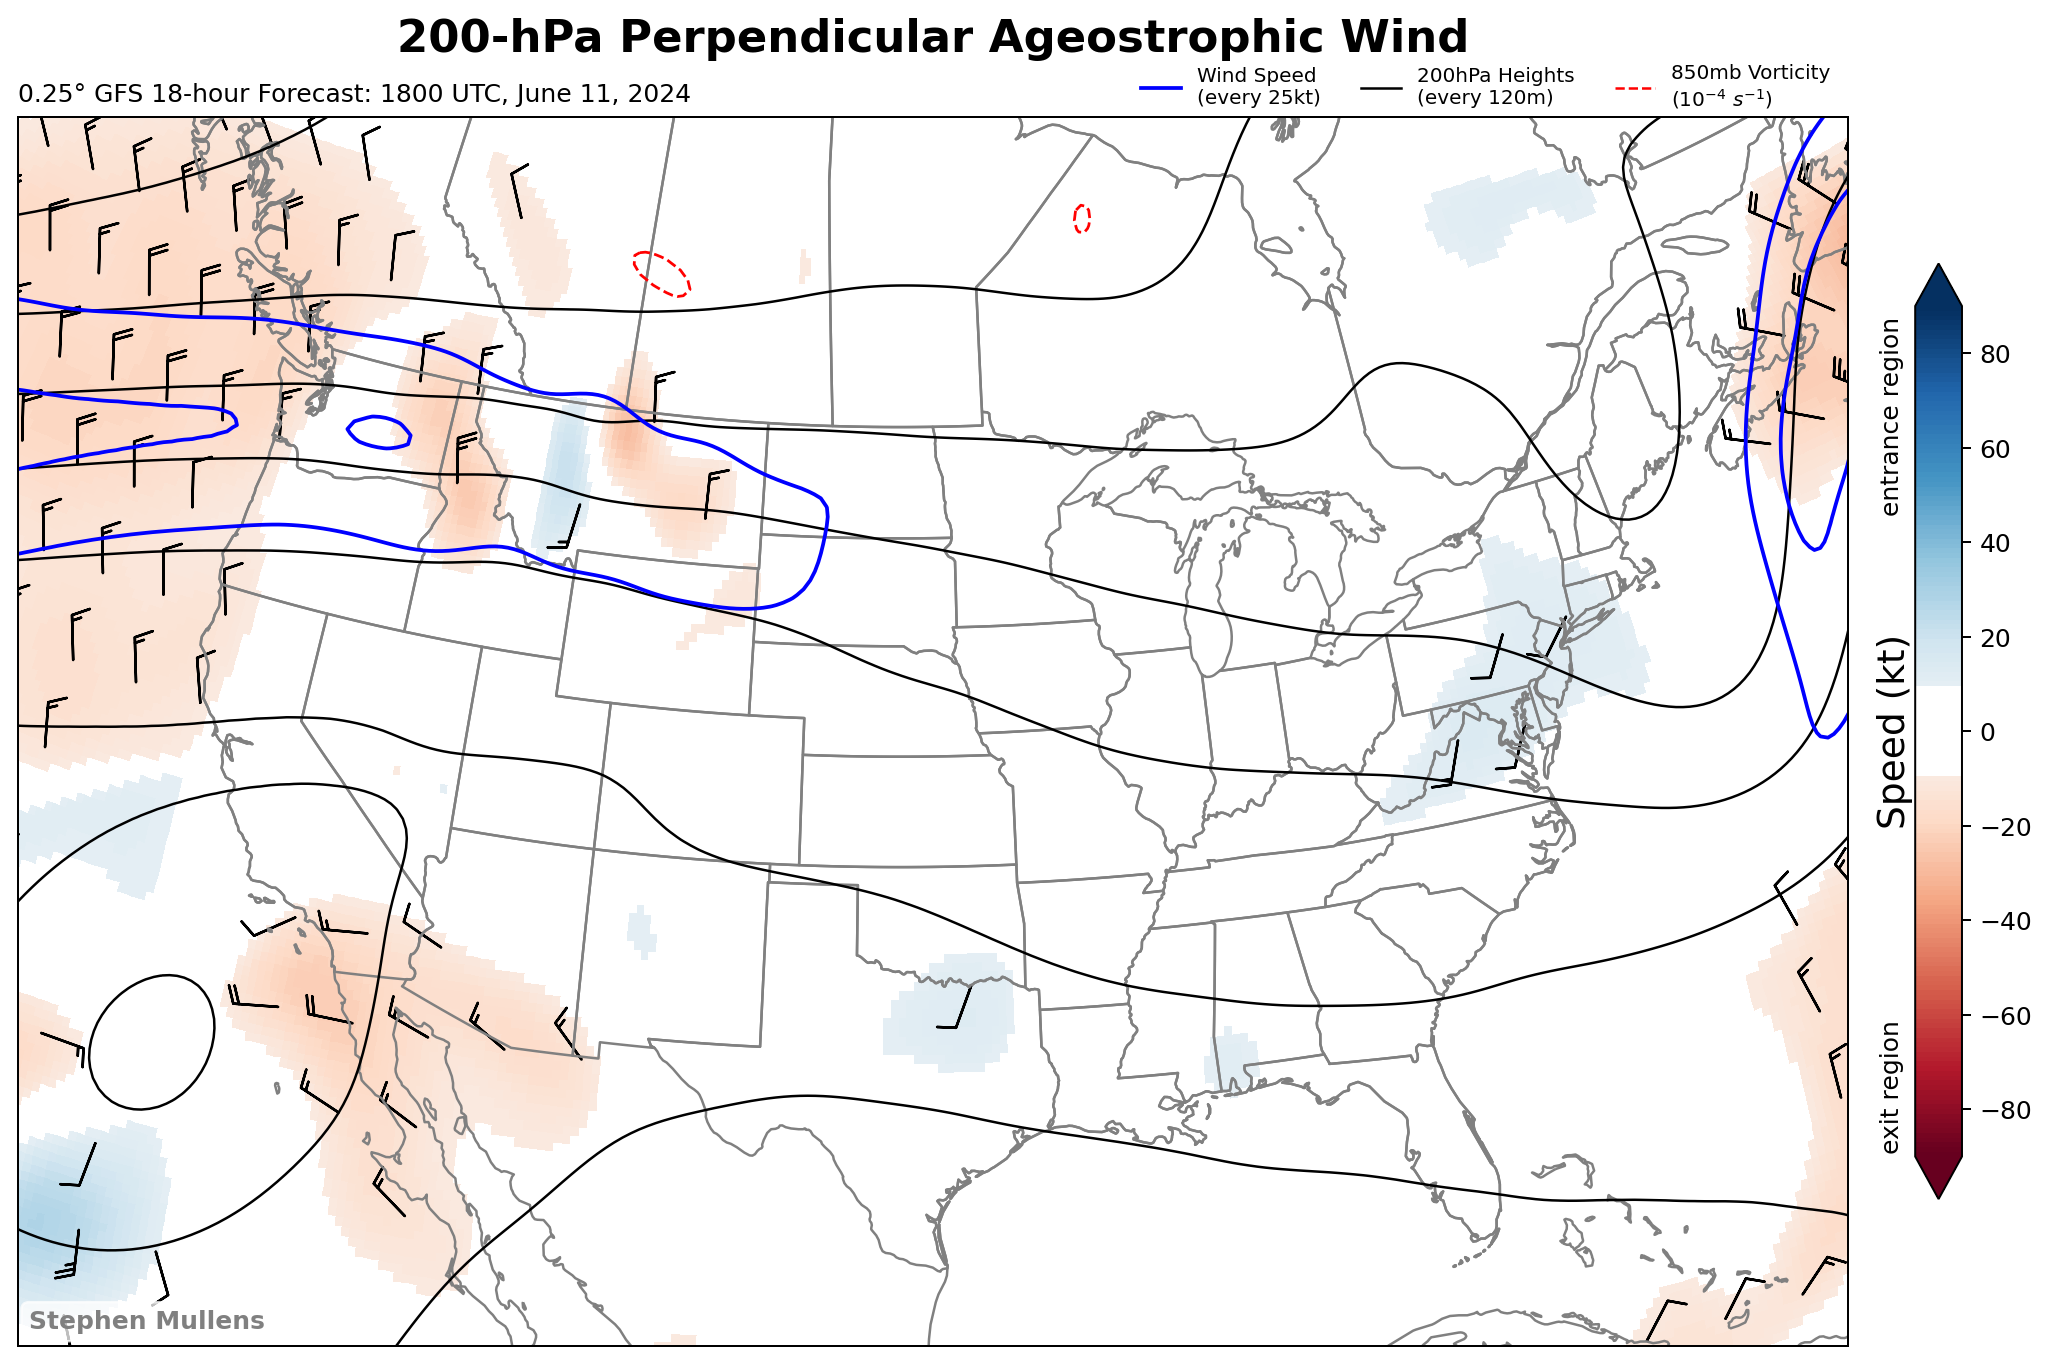 200-hPa Perpendicular Ageostrophic Wind
0.25° GFS 18-hour Forecast: 1800 UTC, June 11, 2024
Wind Speed
(every 25kt)
200hPa Heights
(every 120m)
850mb Vorticity
(10⁻⁴ s⁻¹)
entrance region
Speed (kt)
exit region
80
60
40
20
0
−20
−40
−60
−80
Stephen Mullens